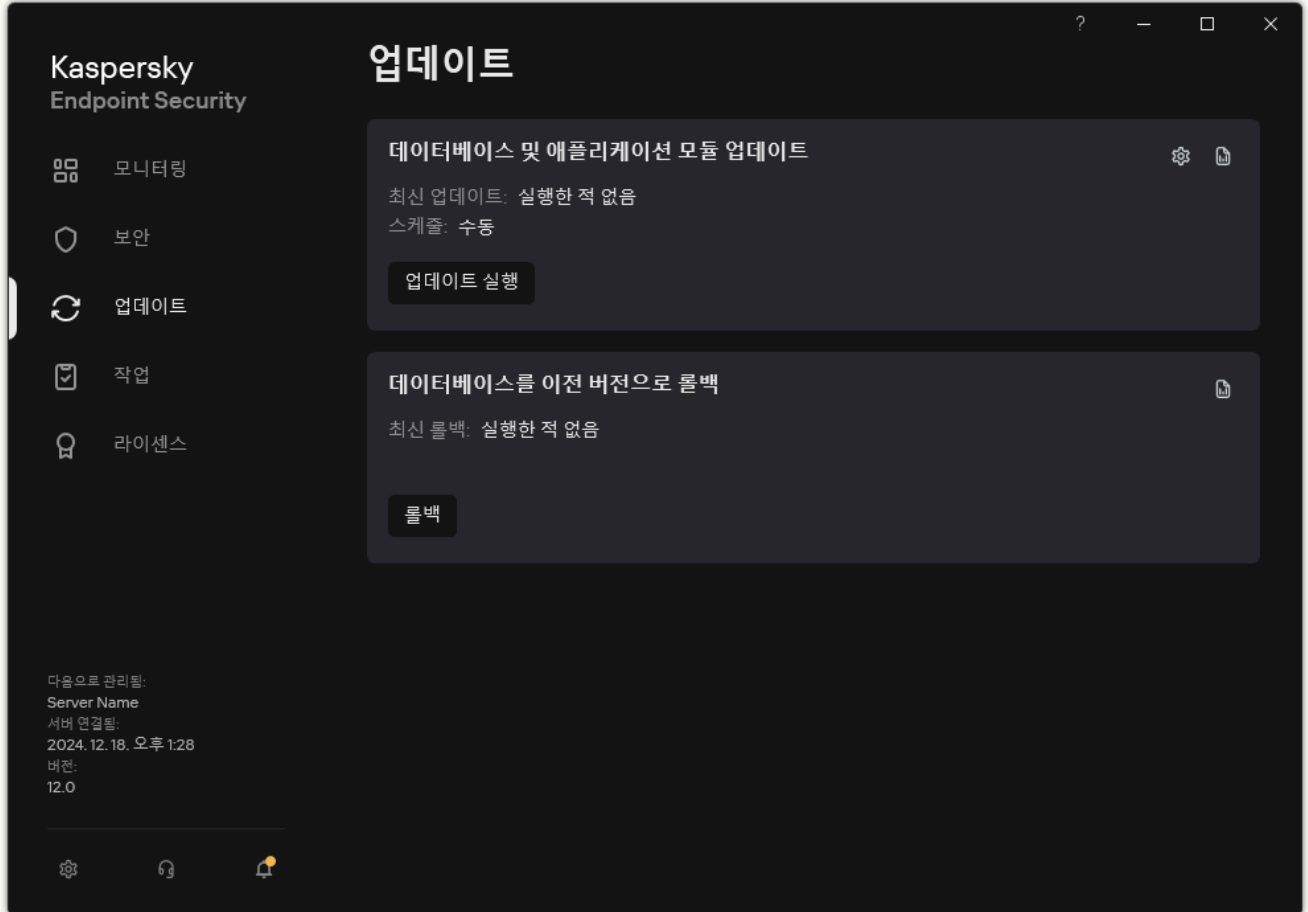 ?
Kaspersky
Endpoint Security
모니터링
보안
업데이트
작업
라이센스
다음으로 관리됨:
Server Name
서버 연결됨:
2024. 12. 18. 오후 1:28
버전:
12.0
업데이트
데이터베이스 및 애플리케이션 모듈 업데이트
최신 업데이트: 실행한 적 없음
스케줄: 수동
업데이트 실행
데이터베이스를 이전 버전으로 롤백
최신 롤백: 실행한 적 없음
롤백